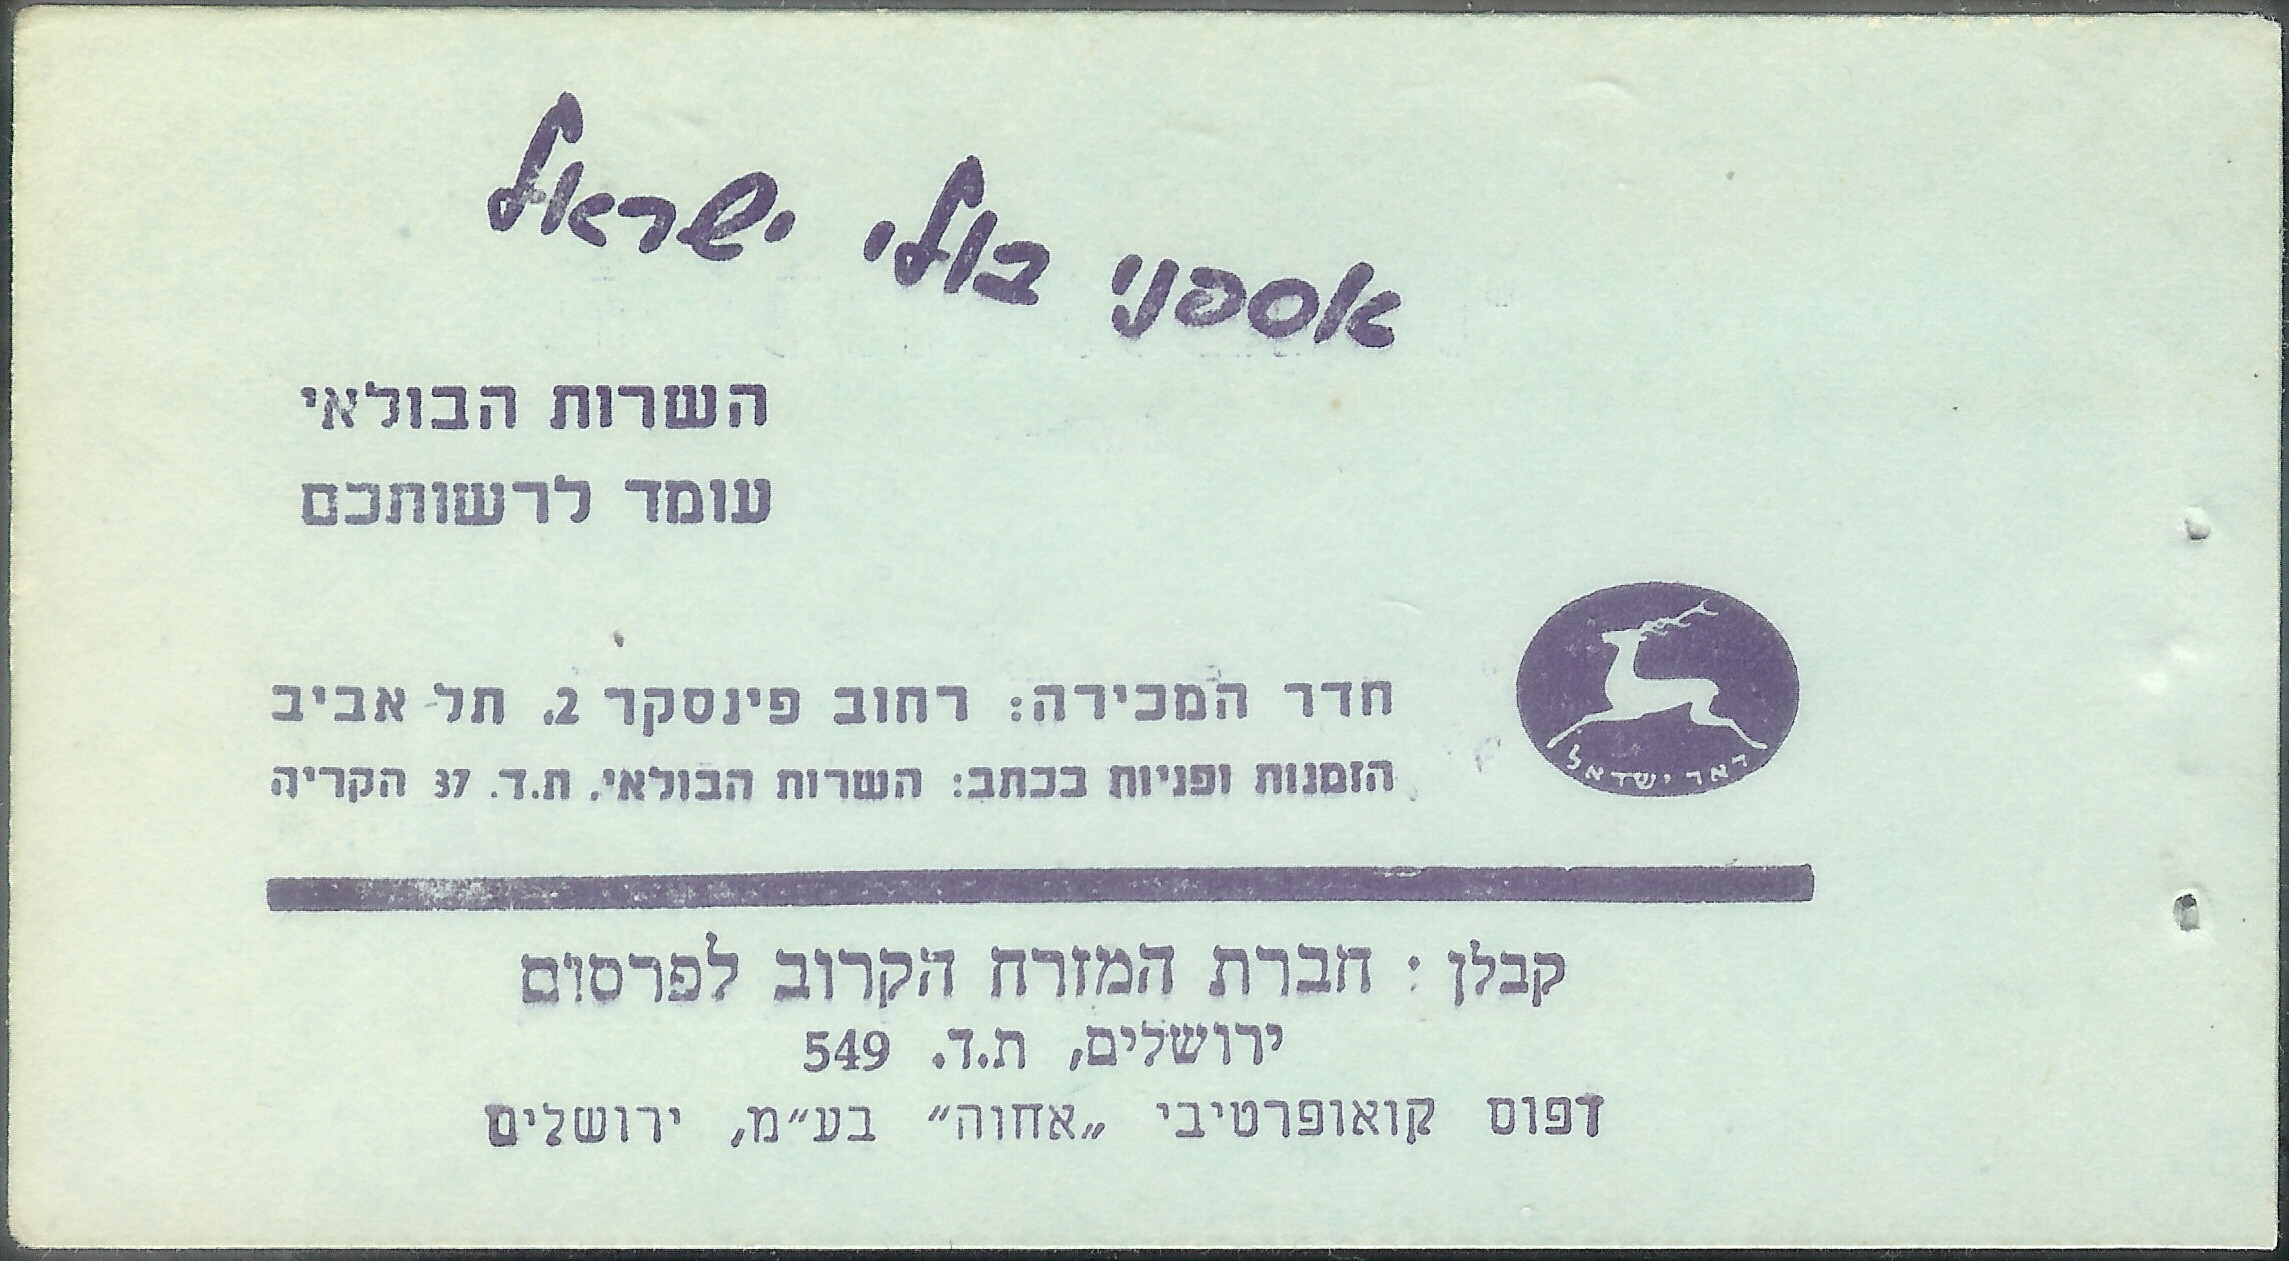 אספני בולי ישראל
השרות הבולאי
עומד לרשותכם
חדר המכירה: רחוב פינסקר 2, תל-אביב
הזמנות ופניות בכתב: השרות הבולאי, ת.ד. 37 הקריה
דאר ישראל
קבלן: חברת המזרח הקרוב לפרסום
ירושלים, ת.ד. 549
דפוס קואופרטיבי „אחוה” בע״מ, ירושלים